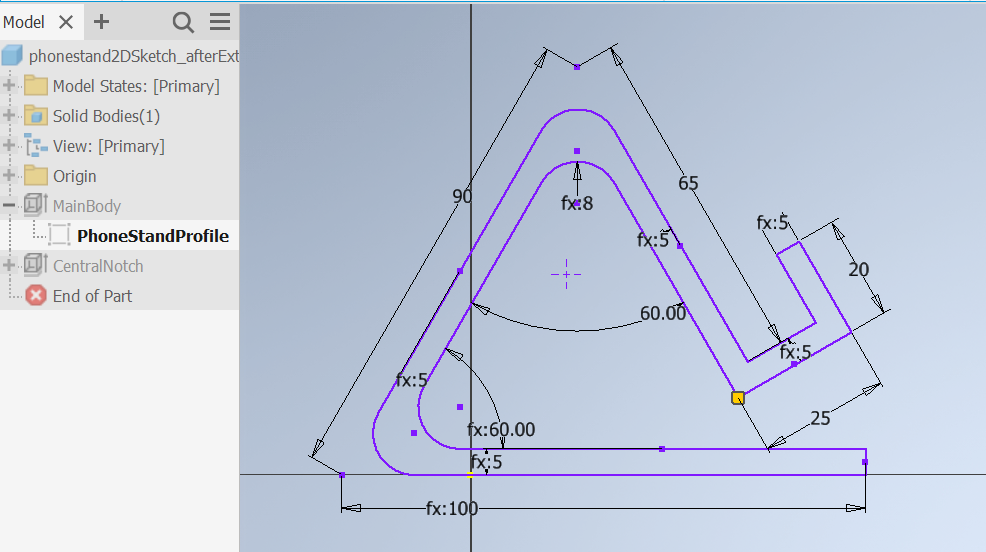 Model
phonestand2DSketch_afterExt
Model States: [Primary]
Solid Bodies(1)
View: [Primary]
Origin
MainBody
PhoneStandProfile
CentralNotch
End of Part
90
65
fx:8
fx:5
fx:5
20
60.00
fx:5
fx:5
25
fx:60.00
fx:5
fx:100